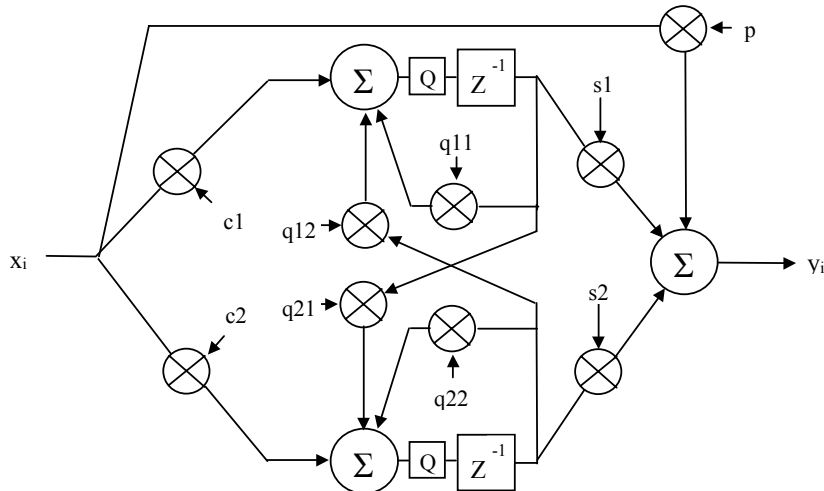 p
Σ
Q
Z⁻¹
s1
q11
c1
q12
xᵢ
Σ
yᵢ
q21
s2
c2
q22
Σ
Q
Z⁻¹